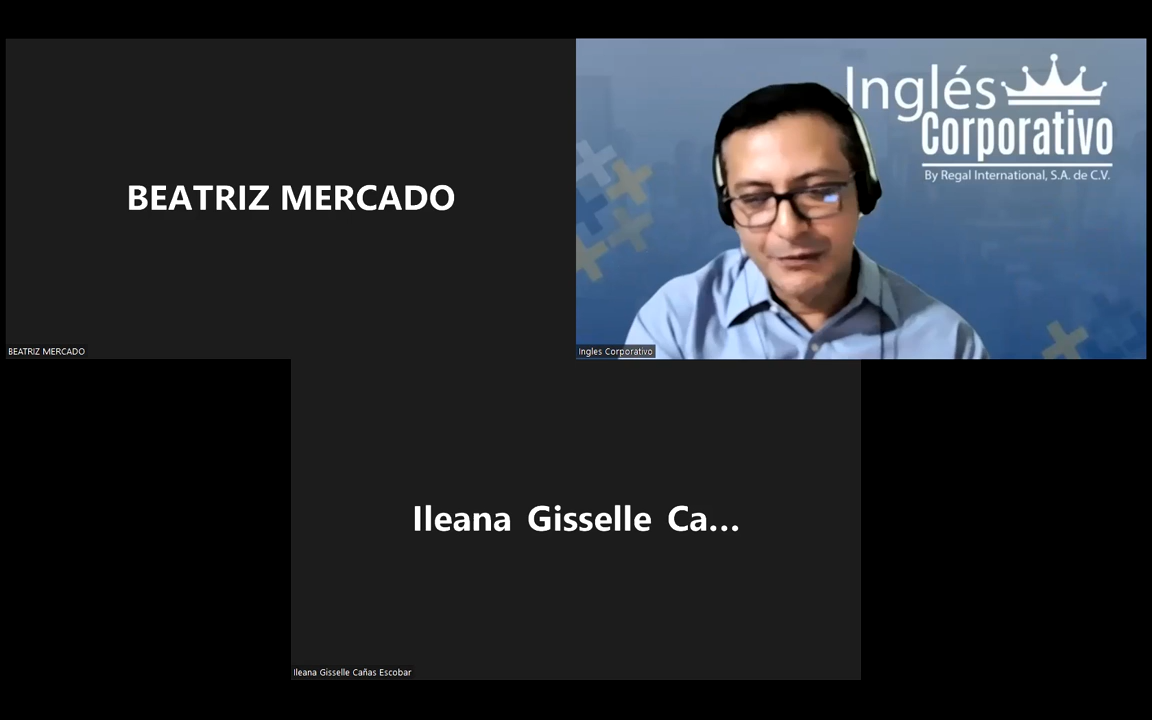 BEATRIZ MERCADO
BEATRIZ MERCADO
Inglés
Corporativo
By Regal International, S.A. de C.V.
Ingles Corporativo
Ileana Gisselle Ca...
Ileana Gisselle Cañas Escobar